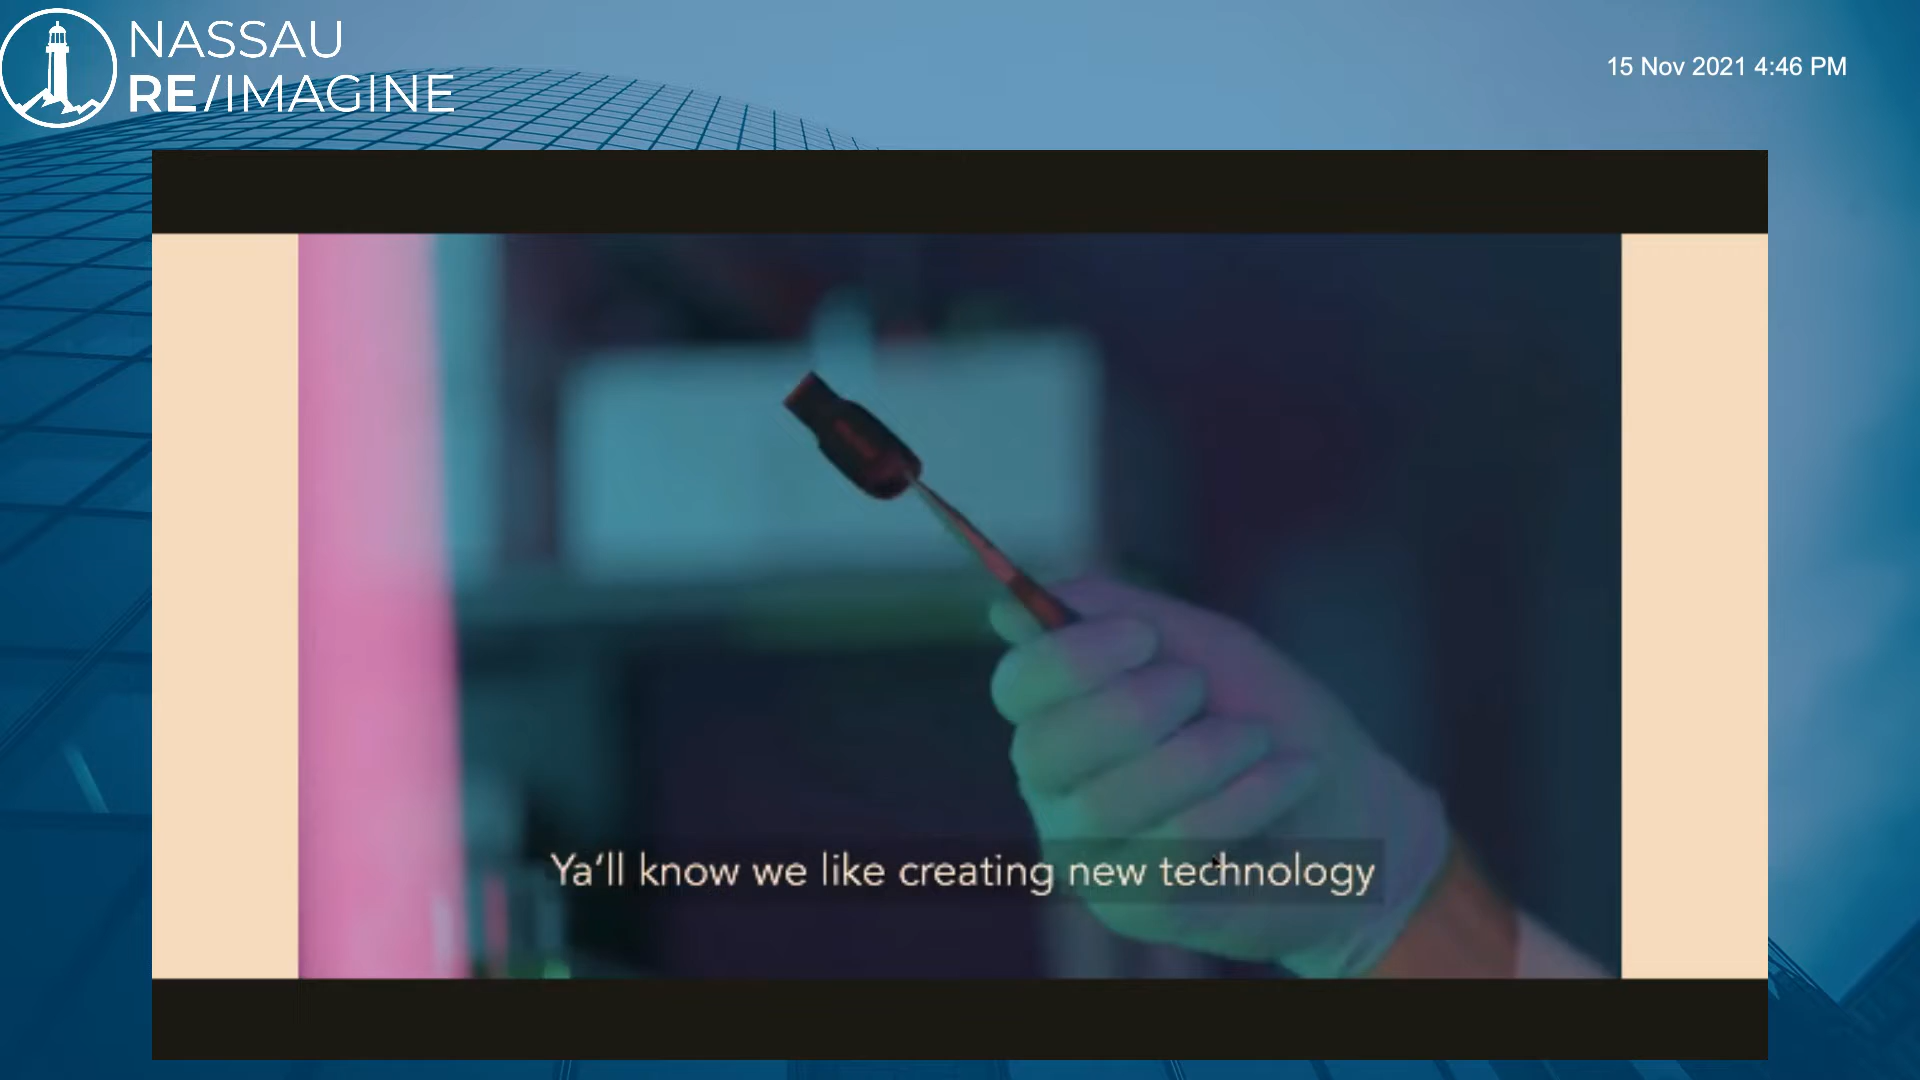 NASSAU
RE/IMAGINE
15 Nov 2021 4:46 PM
Ya'll know we like creating new technology